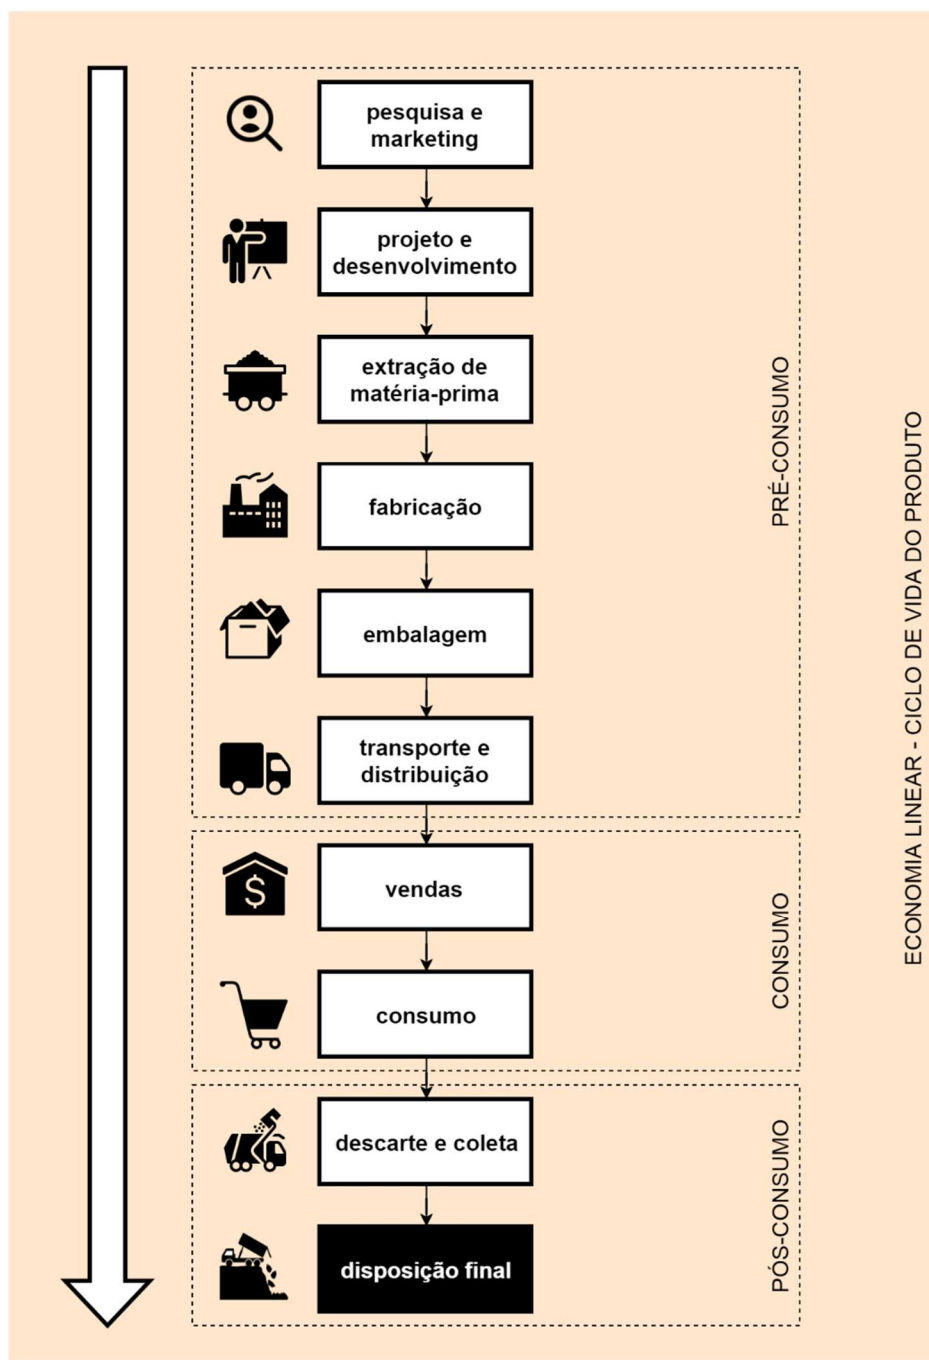 pesquisa e
marketing
projeto e
desenvolvimento
extração de
matéria-prima
fabricação
embalagem
transporte e
distribuição
PRÉ-CONSUMO
vendas
consumo
CONSUMO
descarte e coleta
disposição final
PÓS-CONSUMO
ECONOMIA LINEAR - CICLO DE VIDA DO PRODUTO
$